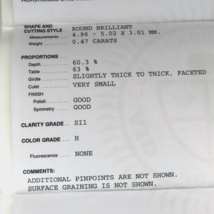 SHAPE AND
CUTTING STYLE ROUND BRILLIANT
Measurements 4.96 - 5.02 X 3.01 MM.
Weight 0.47 CARATS
PROPORTIONS
Depth 60.3 %
Table 63 %
Girdle SLIGHTLY THICK TO THICK, FACETED
Culet VERY SMALL
FINISH
Polish GOOD
Symmetry GOOD
CLARITY GRADE SI1
COLOR GRADE H
Fluorescence NONE
COMMENTS:
ADDITIONAL PINPOINTS ARE NOT SHOWN.
SURFACE GRAINING IS NOT SHOWN.